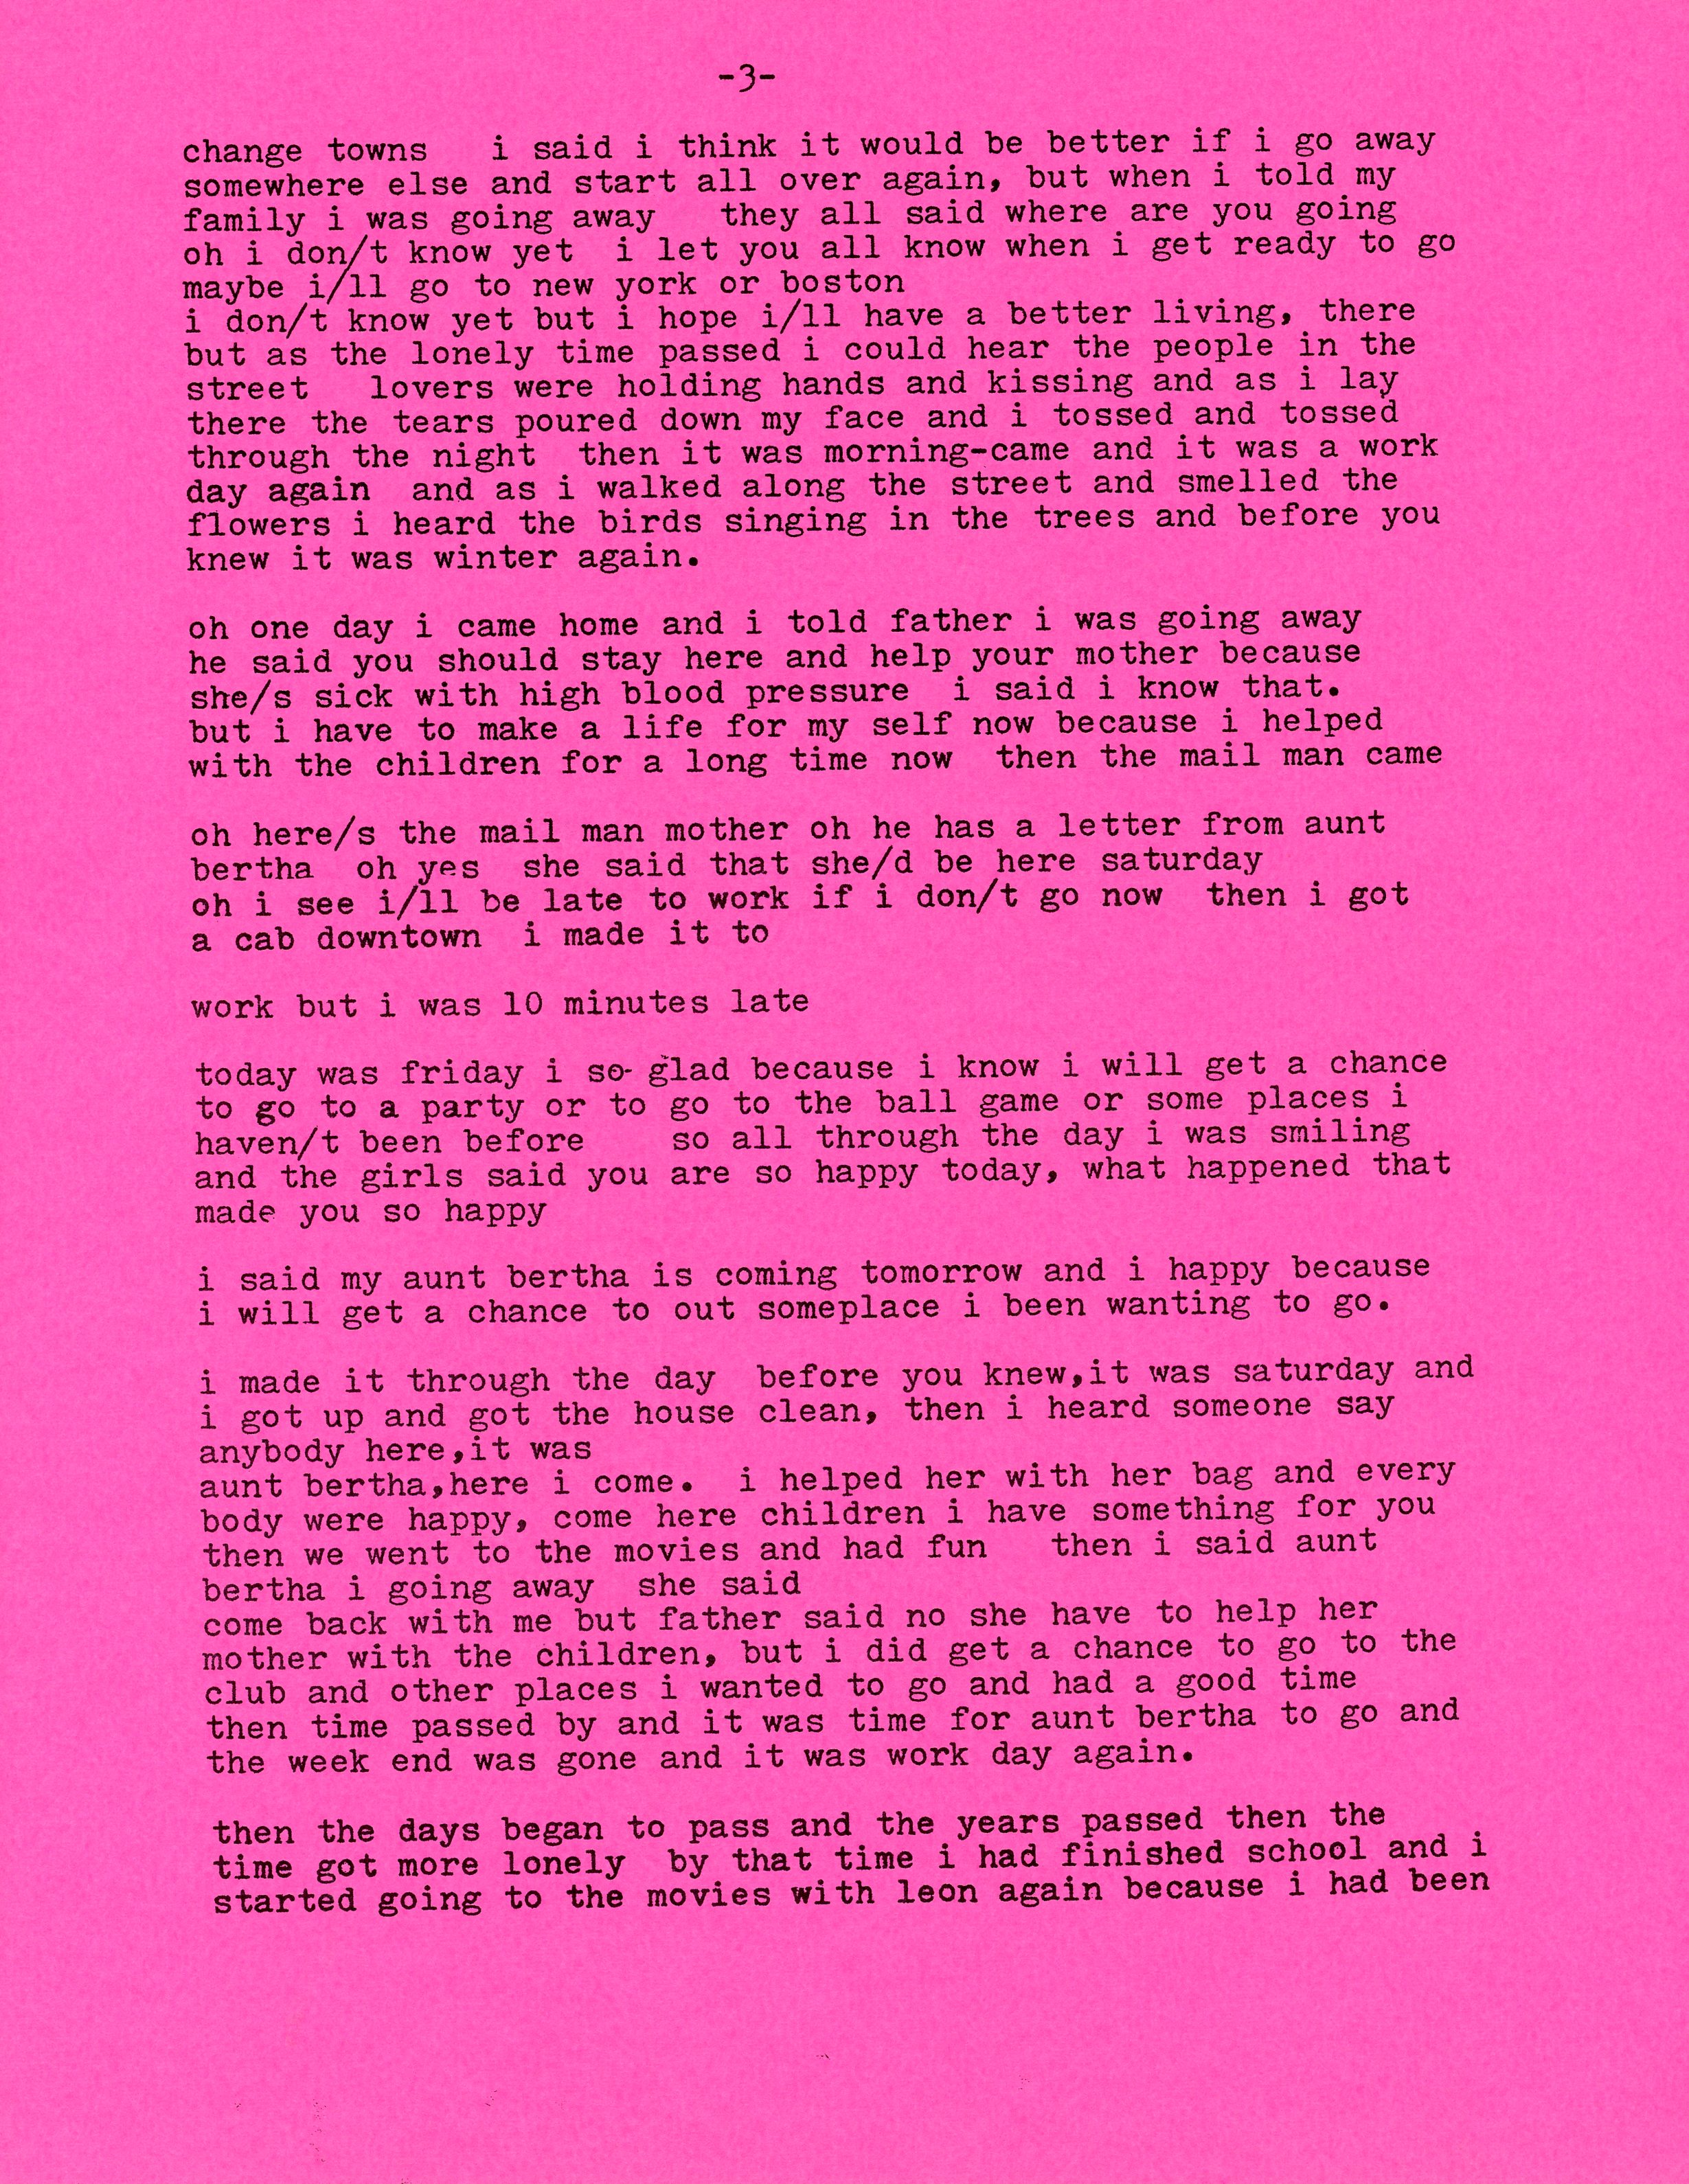 -3-
change towns   i said i think it would be better if i go away
somewhere else and start all over again, but when i told my
family i was going away   they all said where are you going
oh i don/t know yet  i let you all know when i get ready to go
maybe i/ll go to new york or boston
i don/t know yet but i hope i/ll have a better living, there
but as the lonely time passed i could hear the people in the
street   lovers were holding hands and kissing and as i lay
there the tears poured down my face and i tossed and tossed
through the night  then it was morning-came and it was a work
day again  and as i walked along the street and smelled the
flowers i heard the birds singing in the trees and before you
knew it was winter again.
oh one day i came home and i told father i was going away
he said you should stay here and help your mother because
she/s sick with high blood pressure  i said i know that.
but i have to make a life for my self now because i helped
with the children for a long time now  then the mail man came
oh here/s the mail man mother oh he has a letter from aunt
bertha  oh yes  she said that she/d be here saturday
oh i see i/ll be late to work if i don/t go now  then i got
a cab downtown  i made it to
work but i was 10 minutes late
today was friday i so- glad because i know i will get a chance
to go to a party or to go to the ball game or some places i
haven/t been before    so all through the day i was smiling
and the girls said you are so happy today, what happened that
made you so happy
i said my aunt bertha is coming tomorrow and i happy because
i will get a chance to out someplace i been wanting to go.
i made it through the day  before you knew,it was saturday and
i got up and got the house clean, then i heard someone say
anybody here,it was
aunt bertha,here i come.  i helped her with her bag and every
body were happy, come here children i have something for you
then we went to the movies and had fun   then i said aunt
bertha i going away  she said
come back with me but father said no she have to help her
mother with the children, but i did get a chance to go to the
club and other places i wanted to go and had a good time
then time passed by and it was time for aunt bertha to go and
the week end was gone and it was work day again.
then the days began to pass and the years passed then the
time got more lonely  by that time i had finished school and i
started going to the movies with leon again because i had been